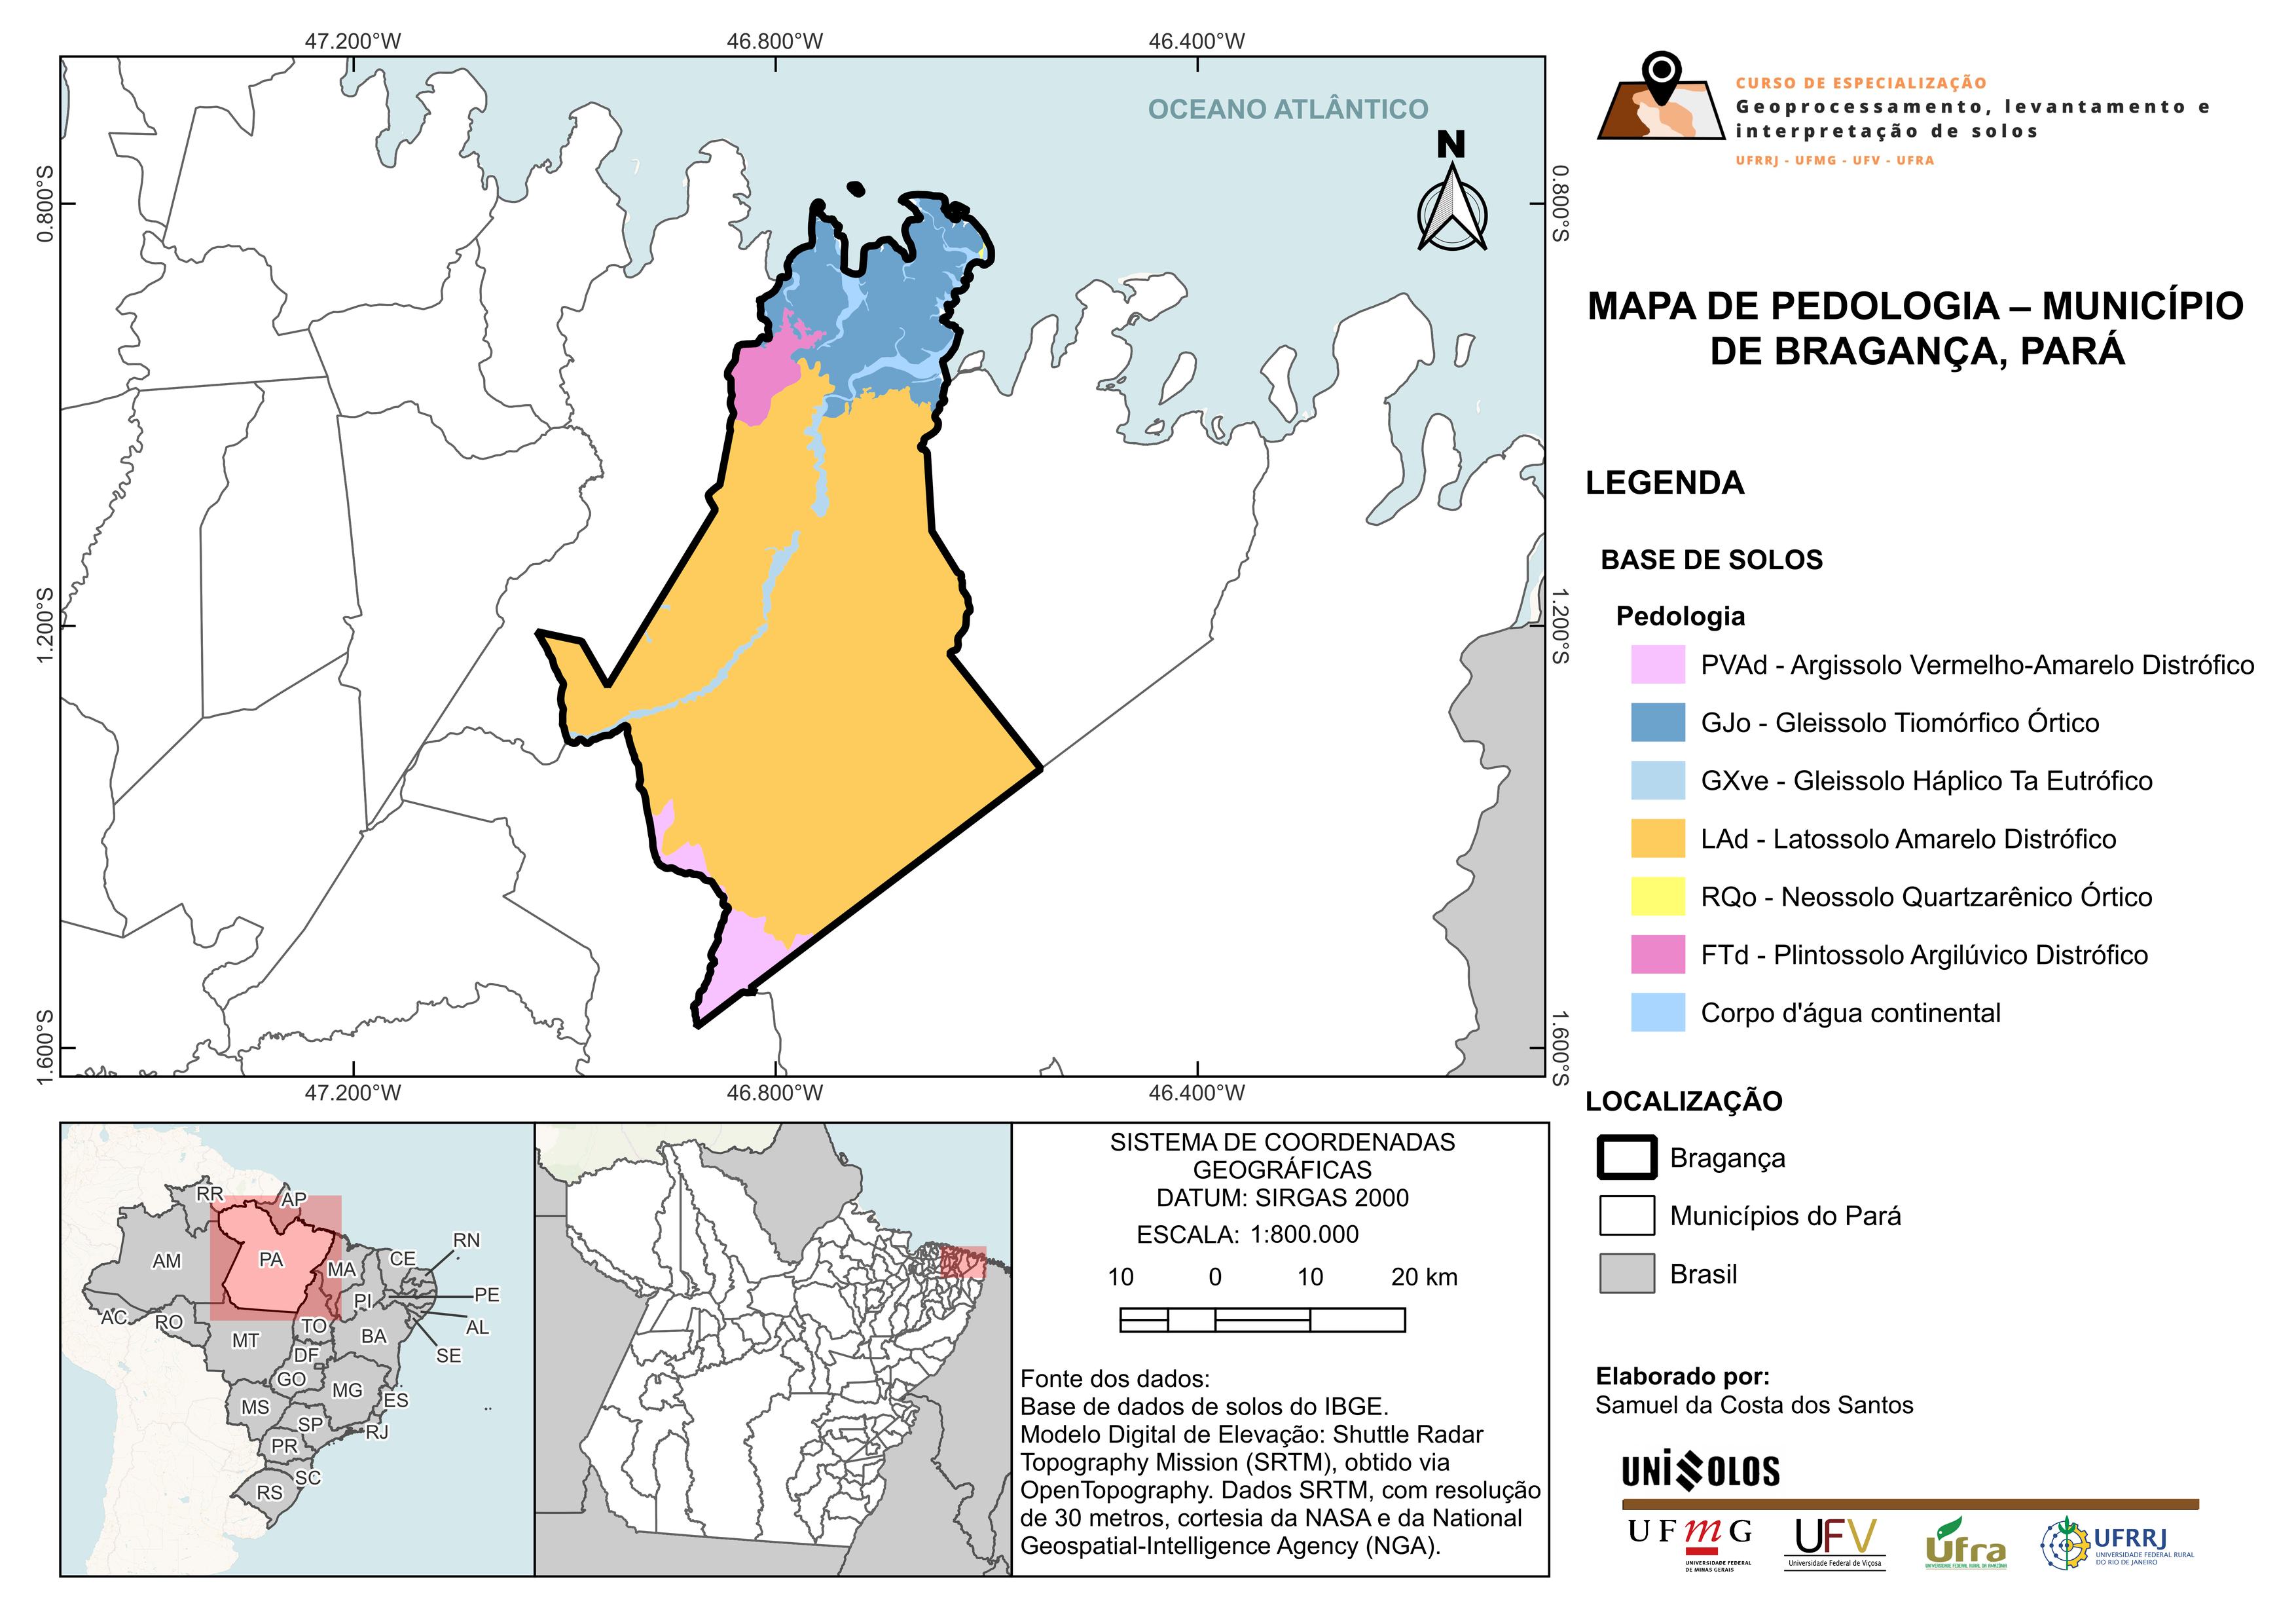 47.200°W
46.800°W
46.400°W
0.800°S
1.200°S
1.600°S
OCEANO ATLÂNTICO
N
0.800°S
1.200°S
1.600°S
47.200°W
46.800°W
46.400°W
CURSO DE ESPECIALIZAÇÃO
Geoprocessamento, levantamento e
interpretação de solos
UFRRJ - UFMG - UFV - UFRA
MAPA DE PEDOLOGIA – MUNICÍPIO
DE BRAGANÇA, PARÁ
LEGENDA
BASE DE SOLOS
Pedologia
PVAd - Argissolo Vermelho-Amarelo Distrófico
GJo - Gleissolo Tiomórfico Órtico
GXve - Gleissolo Háplico Ta Eutrófico
LAd - Latossolo Amarelo Distrófico
RQo - Neossolo Quartzarênico Órtico
FTd - Plintossolo Argilúvico Distrófico
Corpo d'água continental
LOCALIZAÇÃO
Bragança
Municípios do Pará
Brasil
RR
AP
AM
PA
MA
CE
RN
PI
PE
AC
RO
TO
AL
MT
BA
SE
DF
GO
MG
ES
MS
SP
RJ
PR
SC
RS
SISTEMA DE COORDENADAS
GEOGRÁFICAS
DATUM: SIRGAS 2000
ESCALA: 1:800.000
10 0 10 20 km
Fonte dos dados:
Base de dados de solos do IBGE.
Modelo Digital de Elevação: Shuttle Radar
Topography Mission (SRTM), obtido via
OpenTopography. Dados SRTM, com resolução
de 30 metros, cortesia da NASA e da National
Geospatial-Intelligence Agency (NGA).
Elaborado por:
Samuel da Costa dos Santos
UNiSOLOS
UFmG
UNIVERSIDADE FEDERAL
DE MINAS GERAIS
UFV
Universidade Federal de Viçosa
Ufra
UNIVERSIDADE FEDERAL RURAL DA AMAZÔNIA
UFRRJ
UNIVERSIDADE FEDERAL RURAL
DO RIO DE JANEIRO